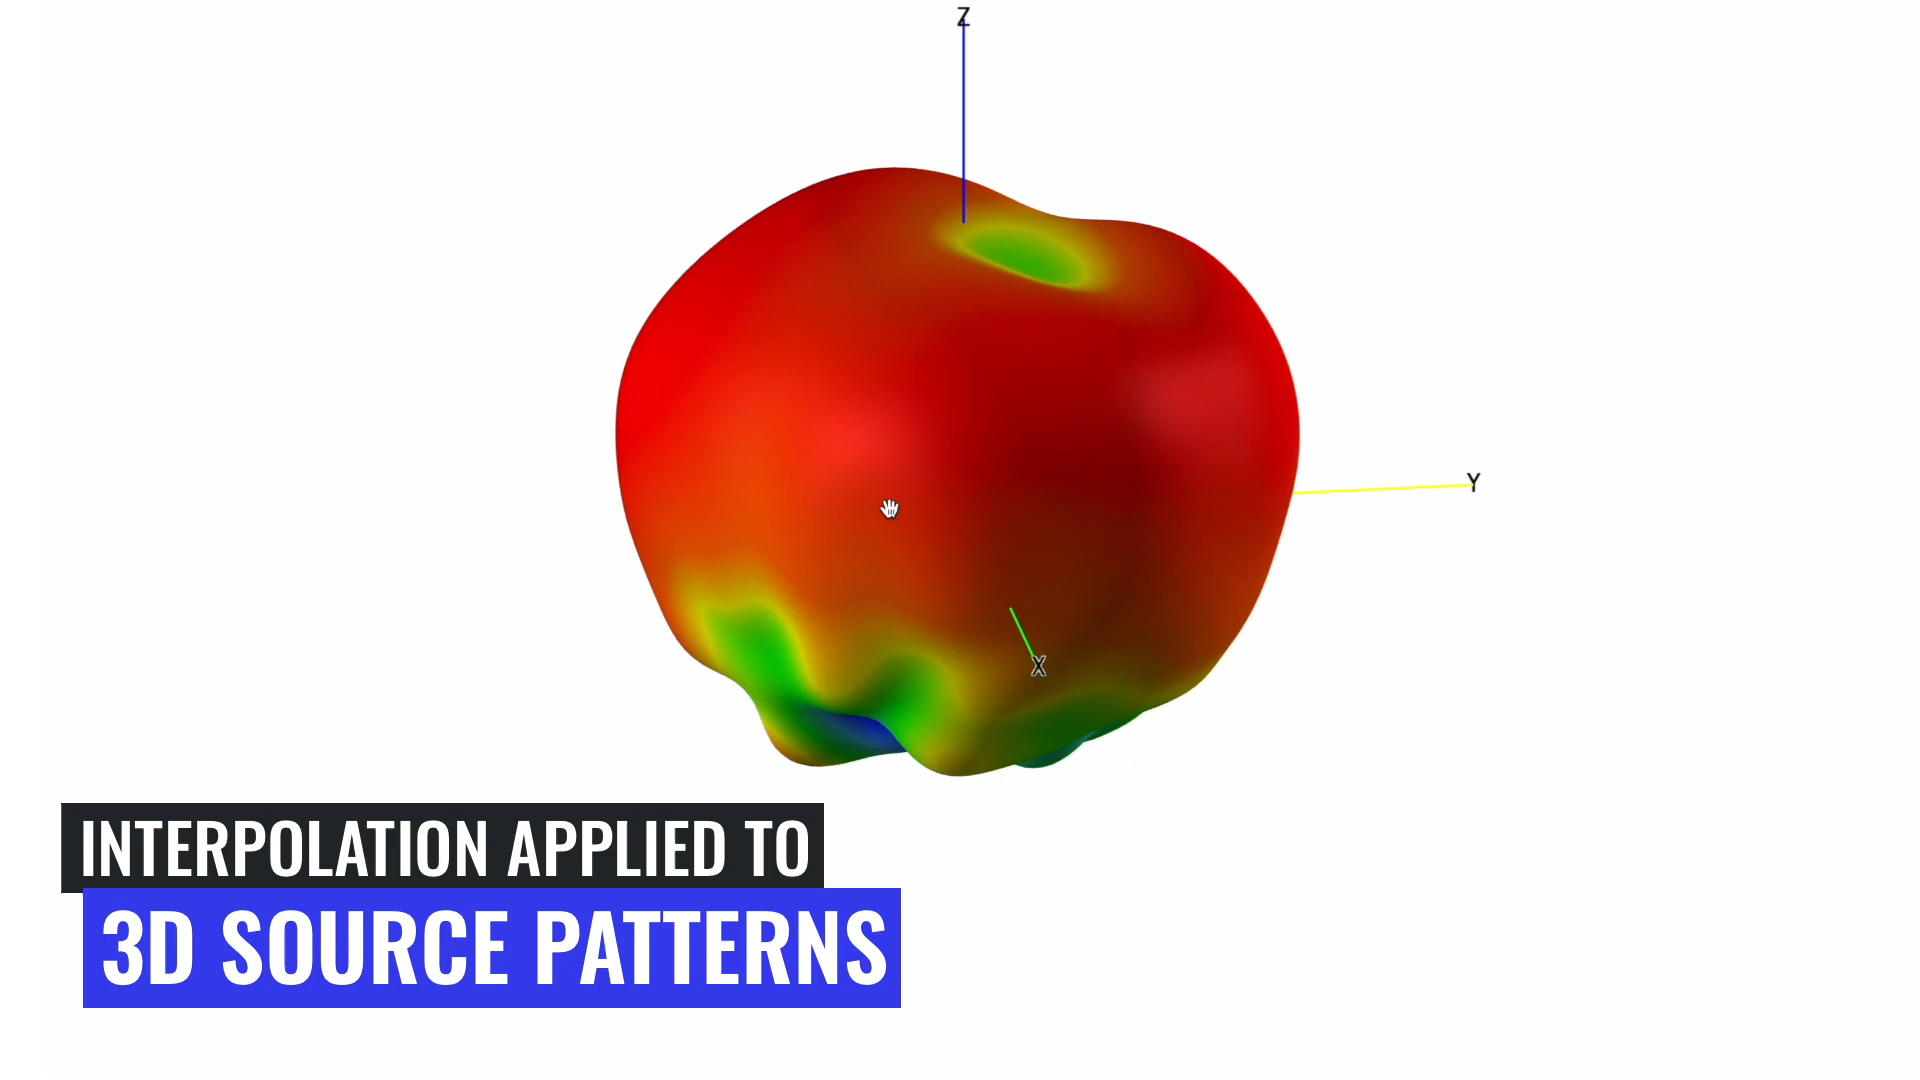 Z
Y
X
INTERPOLATION APPLIED TO
3D SOURCE PATTERNS